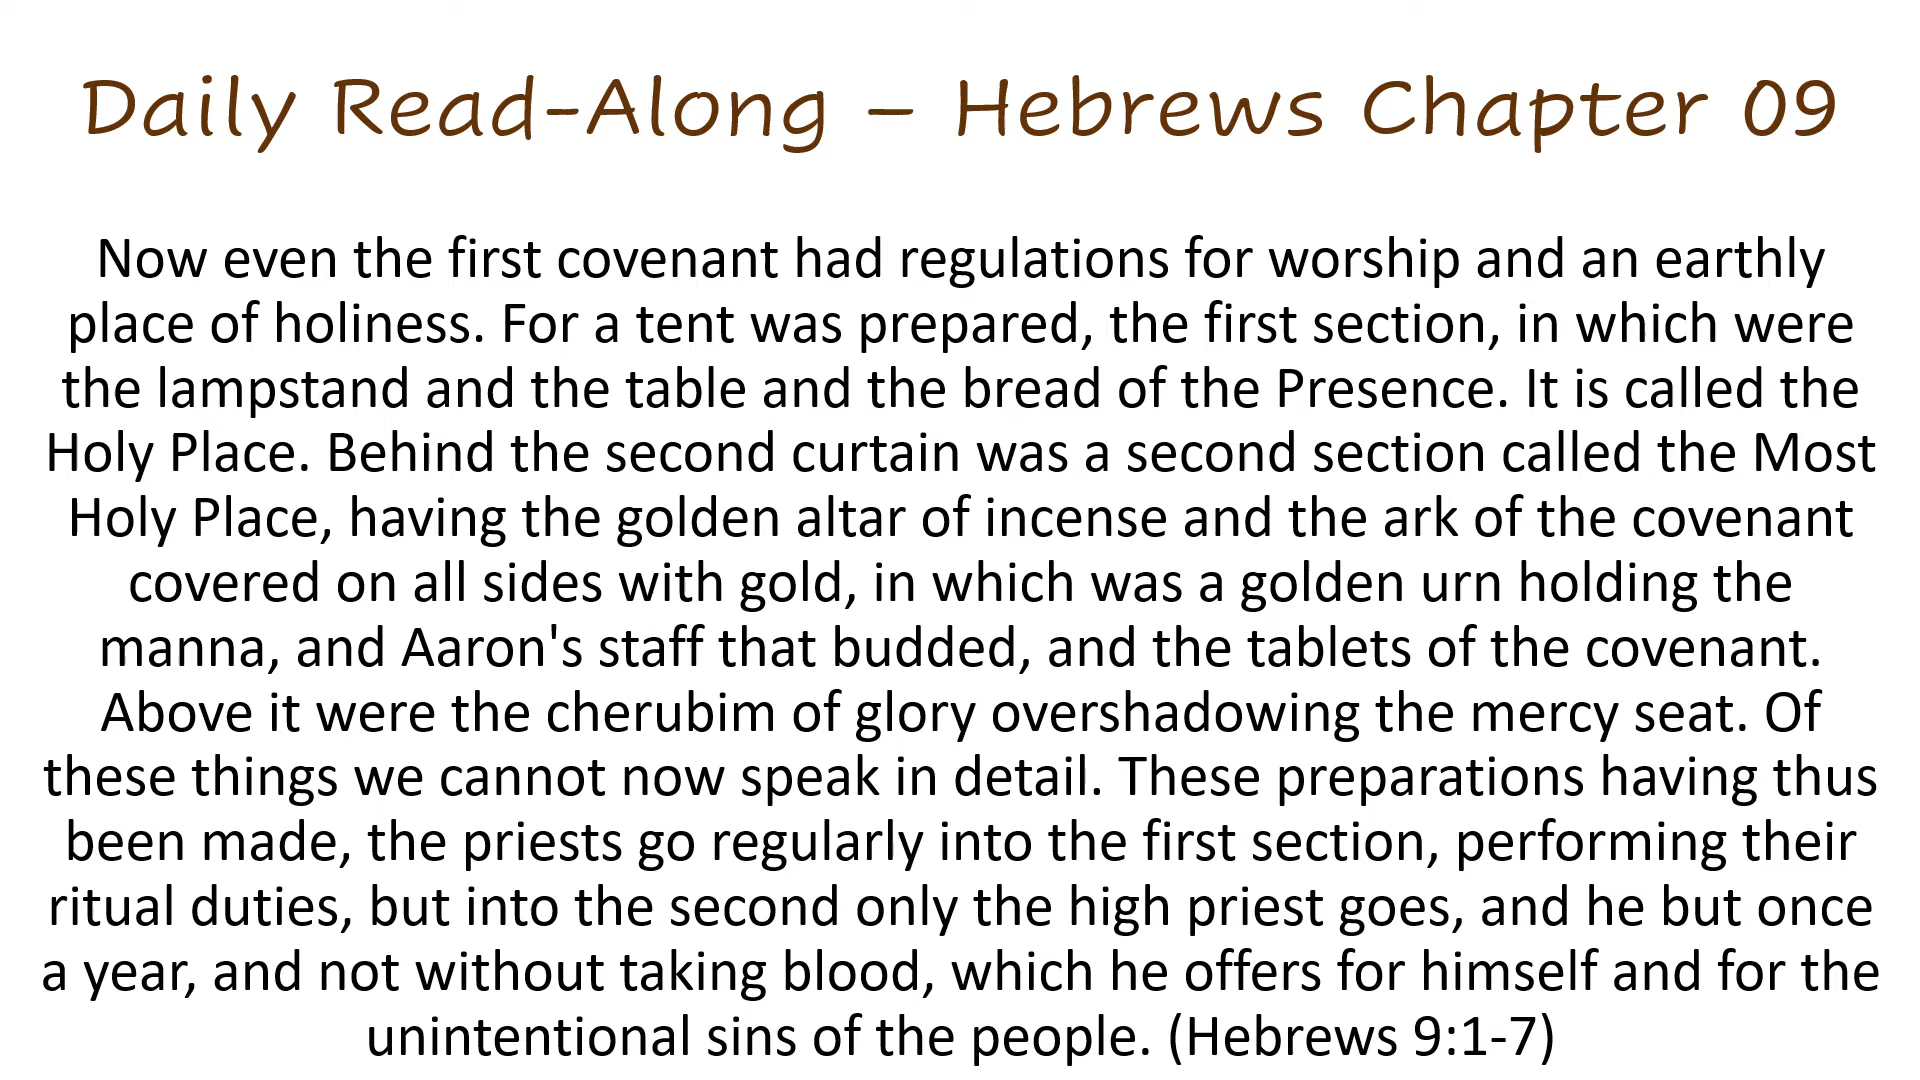 Daily Read-Along – Hebrews Chapter 09
Now even the first covenant had regulations for worship and an earthly
place of holiness. For a tent was prepared, the first section, in which were
the lampstand and the table and the bread of the Presence. It is called the
Holy Place. Behind the second curtain was a second section called the Most
Holy Place, having the golden altar of incense and the ark of the covenant
covered on all sides with gold, in which was a golden urn holding the
manna, and Aaron's staff that budded, and the tablets of the covenant.
Above it were the cherubim of glory overshadowing the mercy seat. Of
these things we cannot now speak in detail. These preparations having thus
been made, the priests go regularly into the first section, performing their
ritual duties, but into the second only the high priest goes, and he but once
a year, and not without taking blood, which he offers for himself and for the
unintentional sins of the people. (Hebrews 9:1-7)